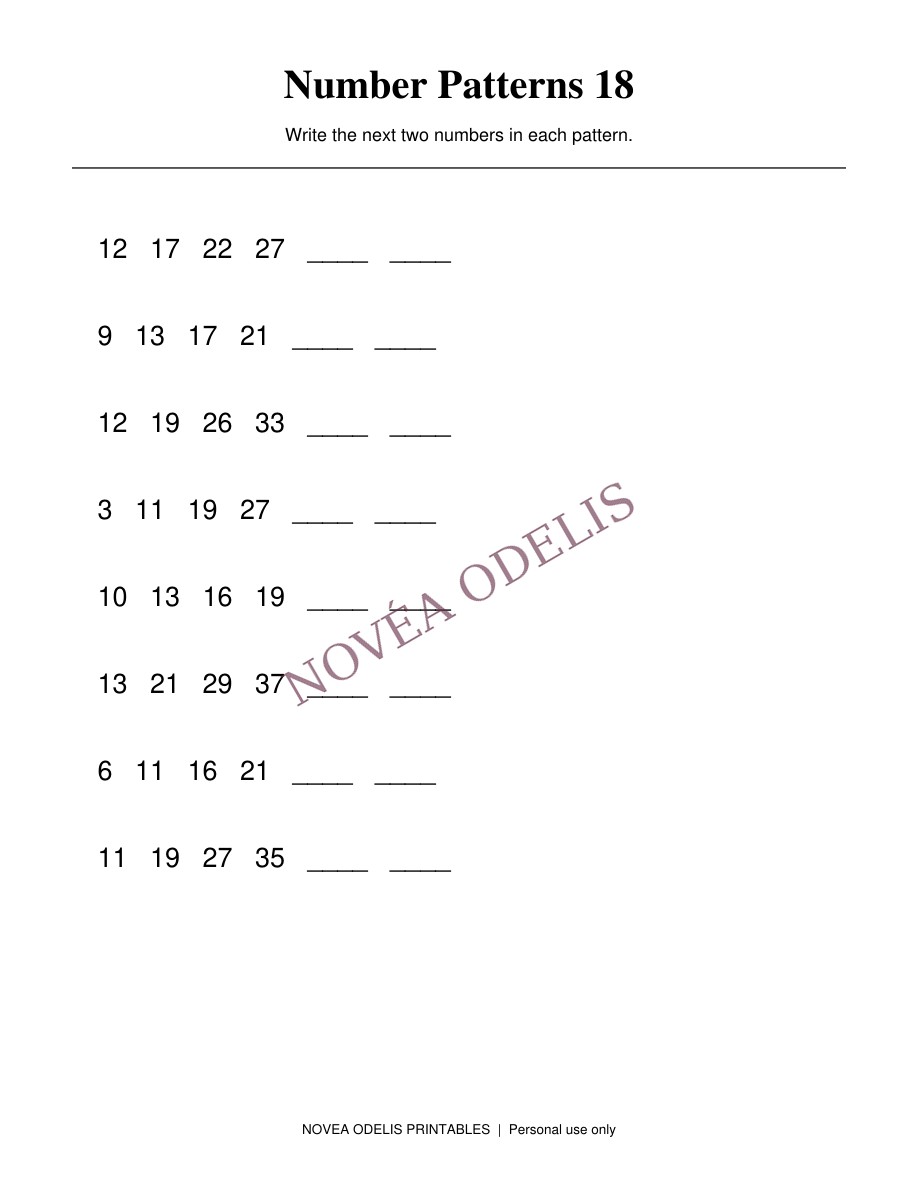 Number Patterns 18
Write the next two numbers in each pattern.
12 17 22 27 ____ ____
9 13 17 21 ____ ____
12 19 26 33 ____ ____
3 11 19 27 ____ ____
10 13 16 19 ____ ____
13 21 29 37 ____ ____
6 11 16 21 ____ ____
11 19 27 35 ____ ____
NOVÉA ODELIS
NOVEA ODELIS PRINTABLES | Personal use only